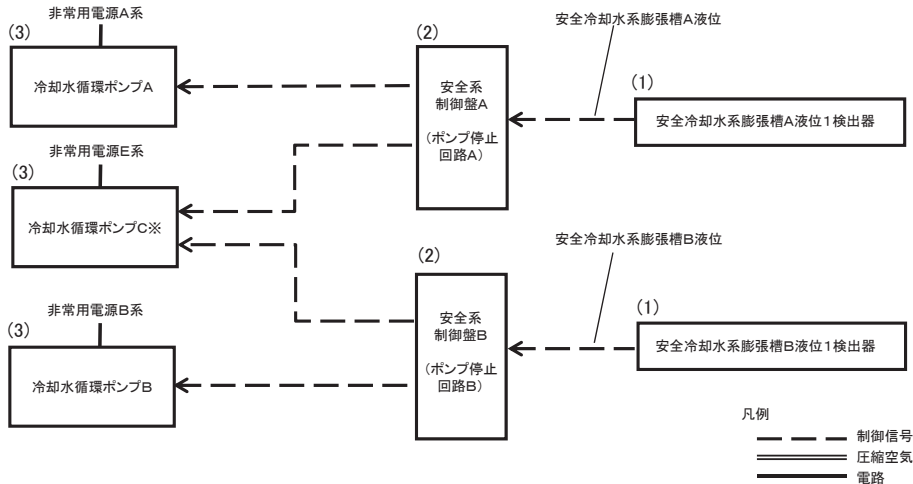 非常用電源A系
(3)
冷却水循環ポンプA
非常用電源E系
(3)
冷却水循環ポンプC※
非常用電源B系
(3)
冷却水循環ポンプB
(2)
安全系
制御盤A
(ポンプ停止
回路A)
(2)
安全系
制御盤B
(ポンプ停止
回路B)
安全冷却水系膨張槽A液位
(1)
安全冷却水系膨張槽A液位1検出器
安全冷却水系膨張槽B液位
(1)
安全冷却水系膨張槽B液位1検出器
凡例
制御信号
圧縮空気
電路